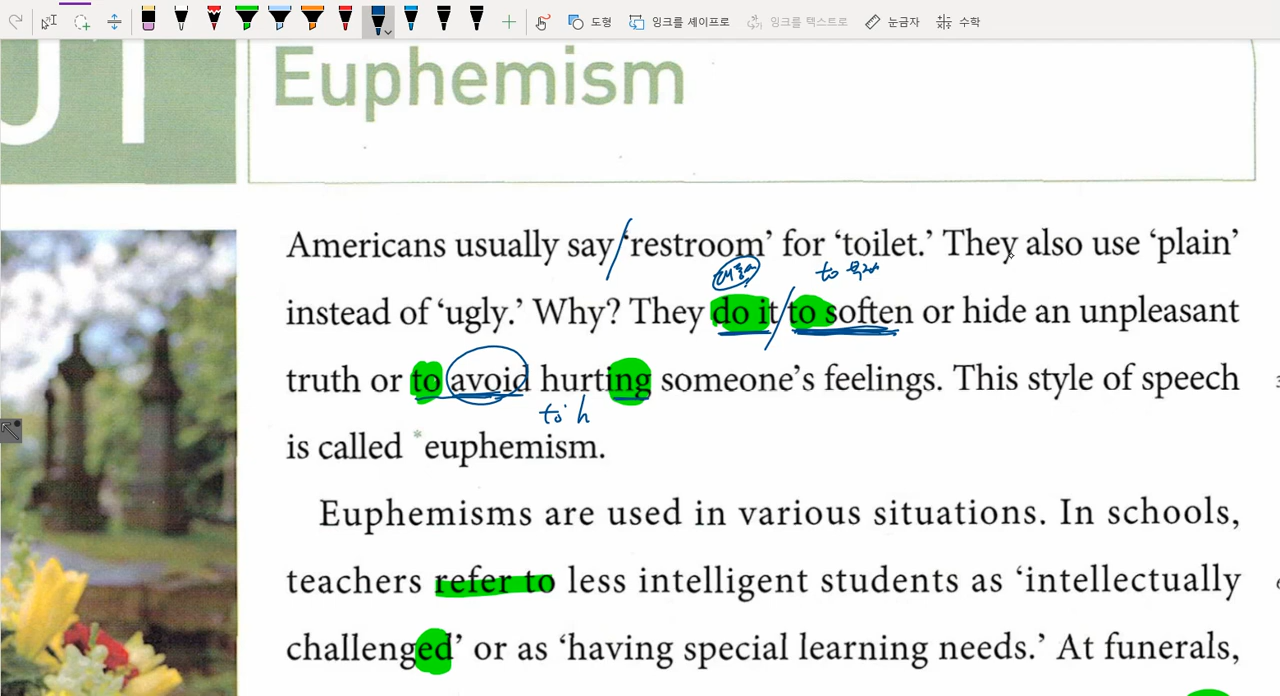 도형
잉크를 셰이프로
잉크를 텍스트로
눈금자
수학
Euphemism
Americans usually say/‘restroom’ for ‘toilet.’ They also use ‘plain’
to
instead of ‘ugly.’ Why? They do it/to soften or hide an unpleasant
truth or to avoid hurting someone’s feelings. This style of speech
to h
is called *euphemism.
Euphemisms are used in various situations. In schools,
teachers refer to less intelligent students as ‘intellectually
challenged’ or as ‘having special learning needs.’ At funerals,